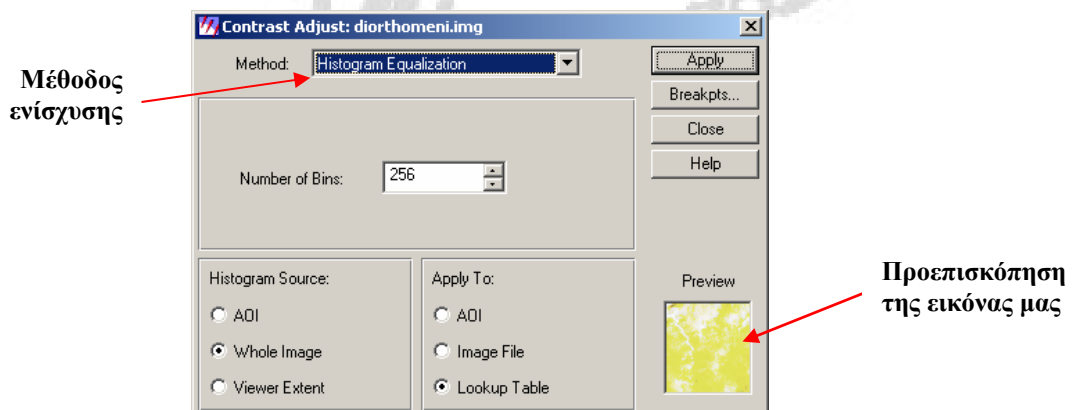 Contrast Adjust: diorthomeni.img
Method: Histogram Equalization
Apply
Μέθοδος
ενίσχυσης
Breakpts...
Close
Help
Number of Bins: 256
Histogram Source:
AOI
Whole Image
Viewer Extent
Apply To:
AOI
Image File
Lookup Table
Preview
Προεπισκόπηση
της εικόνας μας